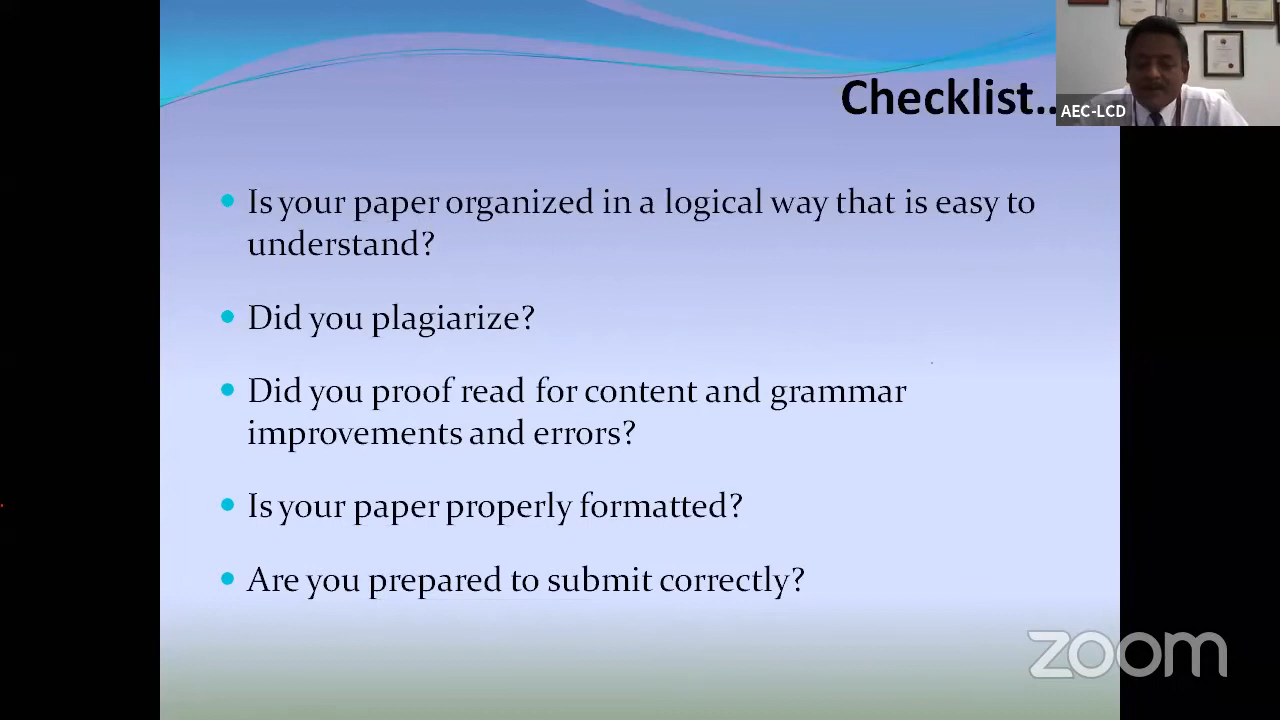 Checklist..
AEC-LCD
Is your paper organized in a logical way that is easy to
understand?
Did you plagiarize?
Did you proof read for content and grammar
improvements and errors?
Is your paper properly formatted?
Are you prepared to submit correctly?
zoom